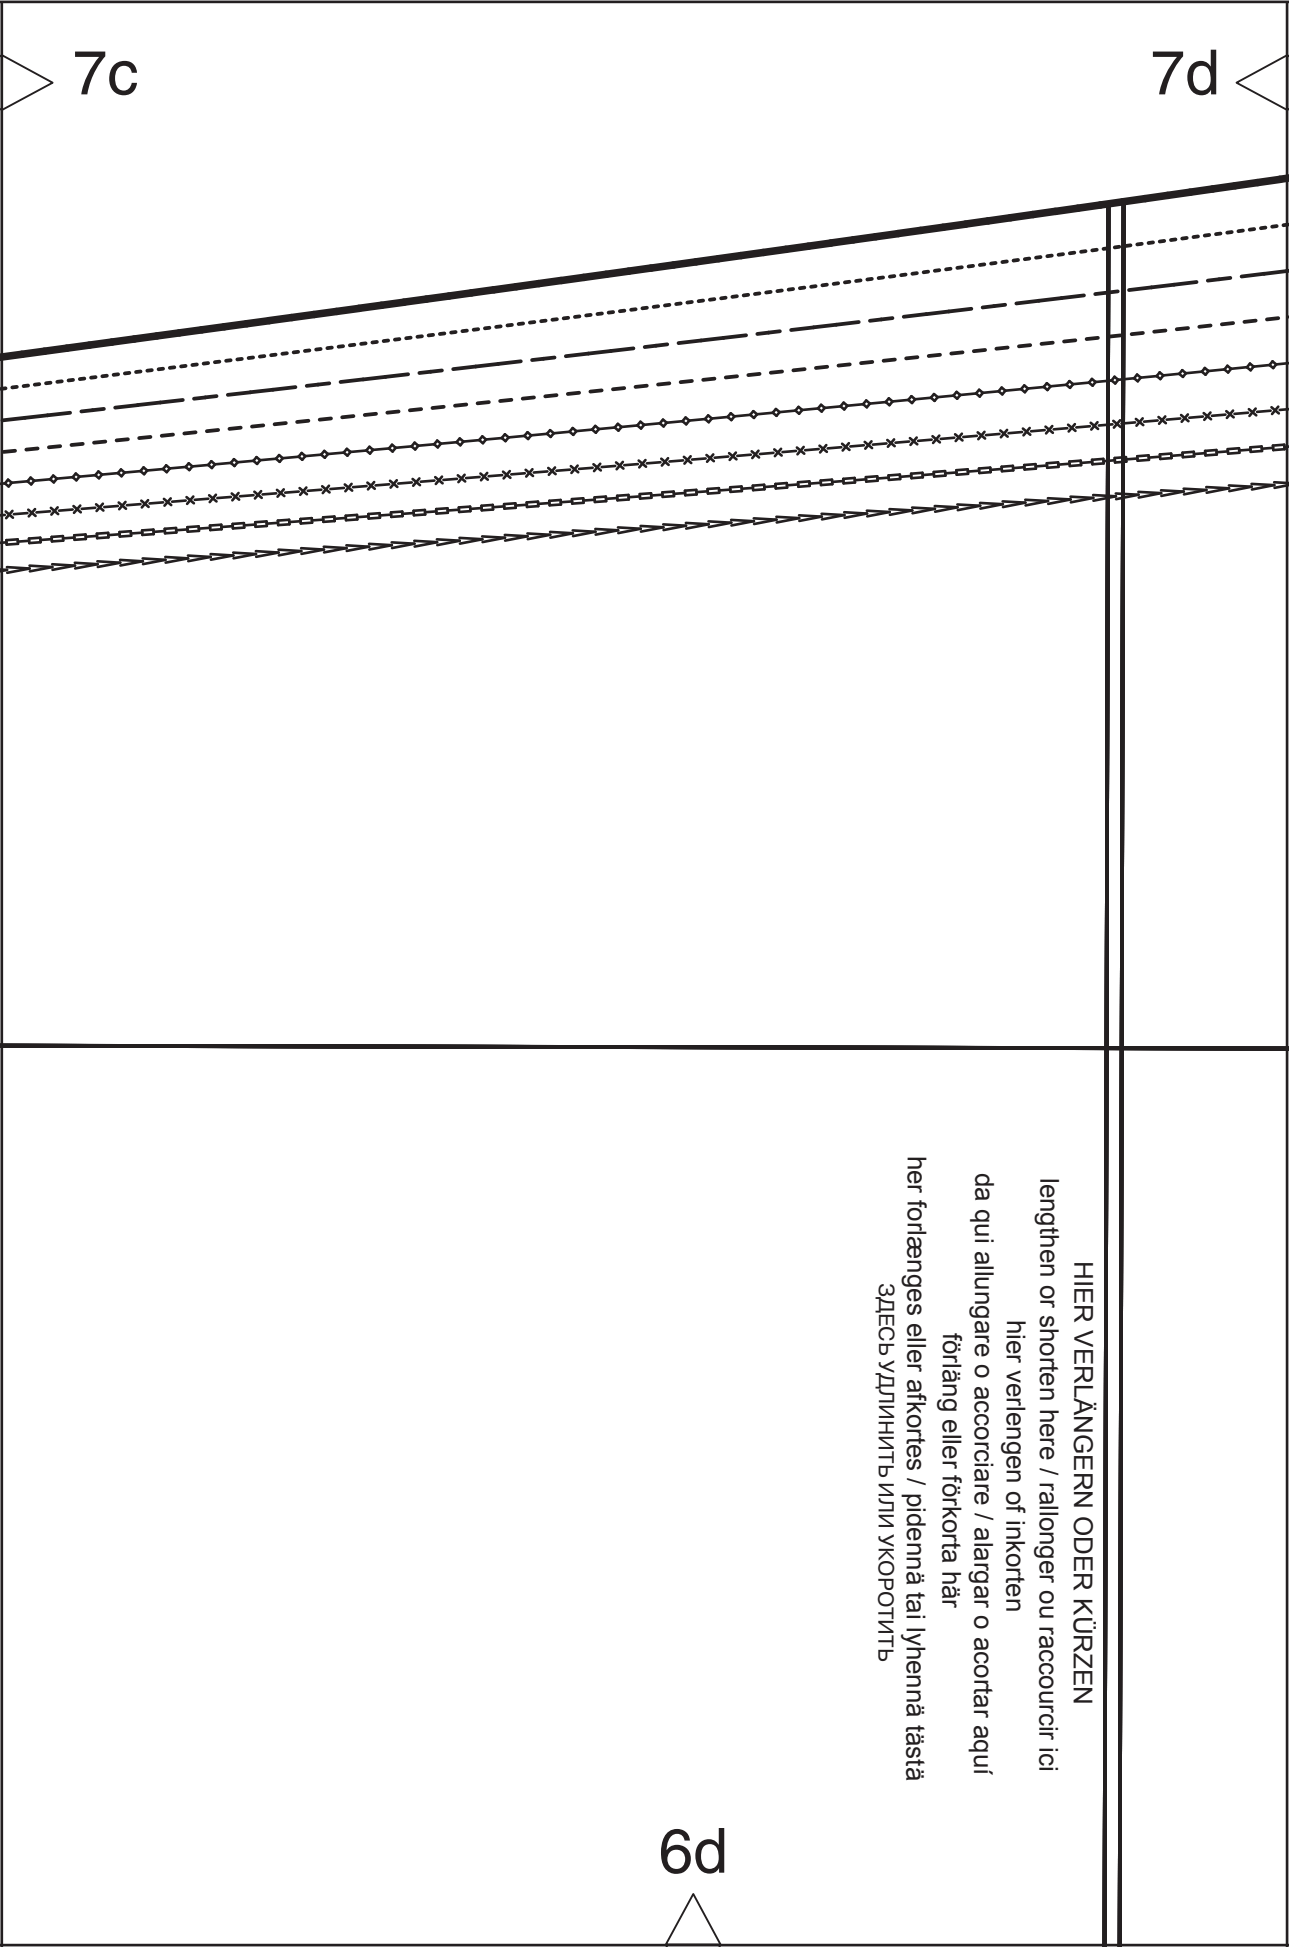 7c
7d
HIER VERLÄNGERN ODER KÜRZEN
lengthen or shorten here / rallonger ou raccourcir ici
hier verlengen of inkorten
da qui allungare o accorciare / alargar o acortar aquí
förläng eller förkorta här
her forlænges eller afkortes / pidennä tai lyhennä tästä
ЗДЕСЬ УДЛИНИТЬ ИЛИ УКОРОТИТЬ
6d